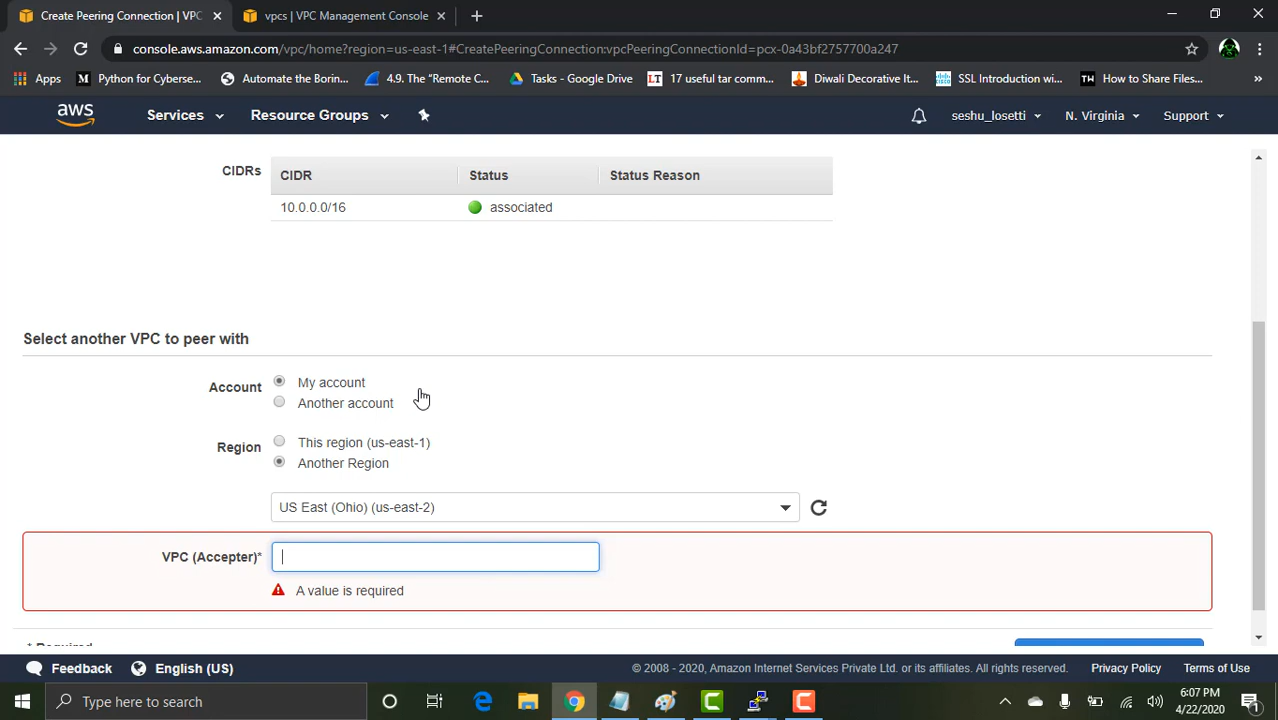 Create Peering Connection | VPC
vpcs | VPC Management Console
console.aws.amazon.com/vpc/home?region=us-east-1#CreatePeeringConnection:vpcPeeringConnectionId=pcx-0a43bf2757700a247
Apps
Python for Cyberse...
Automate the Borin...
4.9. The “Remote C...
Tasks - Google Drive
LT 17 useful tar comm...
Diwali Decorative It...
SSL Introduction wi...
TW How to Share Files...
aws
Services
Resource Groups
seshu_losetti
N. Virginia
Support
CIDRs
CIDR Status Status Reason
10.0.0.0/16 associated
Select another VPC to peer with
Account
My account
Another account
Region
This region (us-east-1)
Another Region
US East (Ohio) (us-east-2)
VPC (Accepter)*
A value is required
* Required
Feedback
English (US)
© 2008 - 2020, Amazon Internet Services Private Ltd. or its affiliates. All rights reserved.
Privacy Policy
Terms of Use
Type here to search
6:07 PM
4/22/2020
1